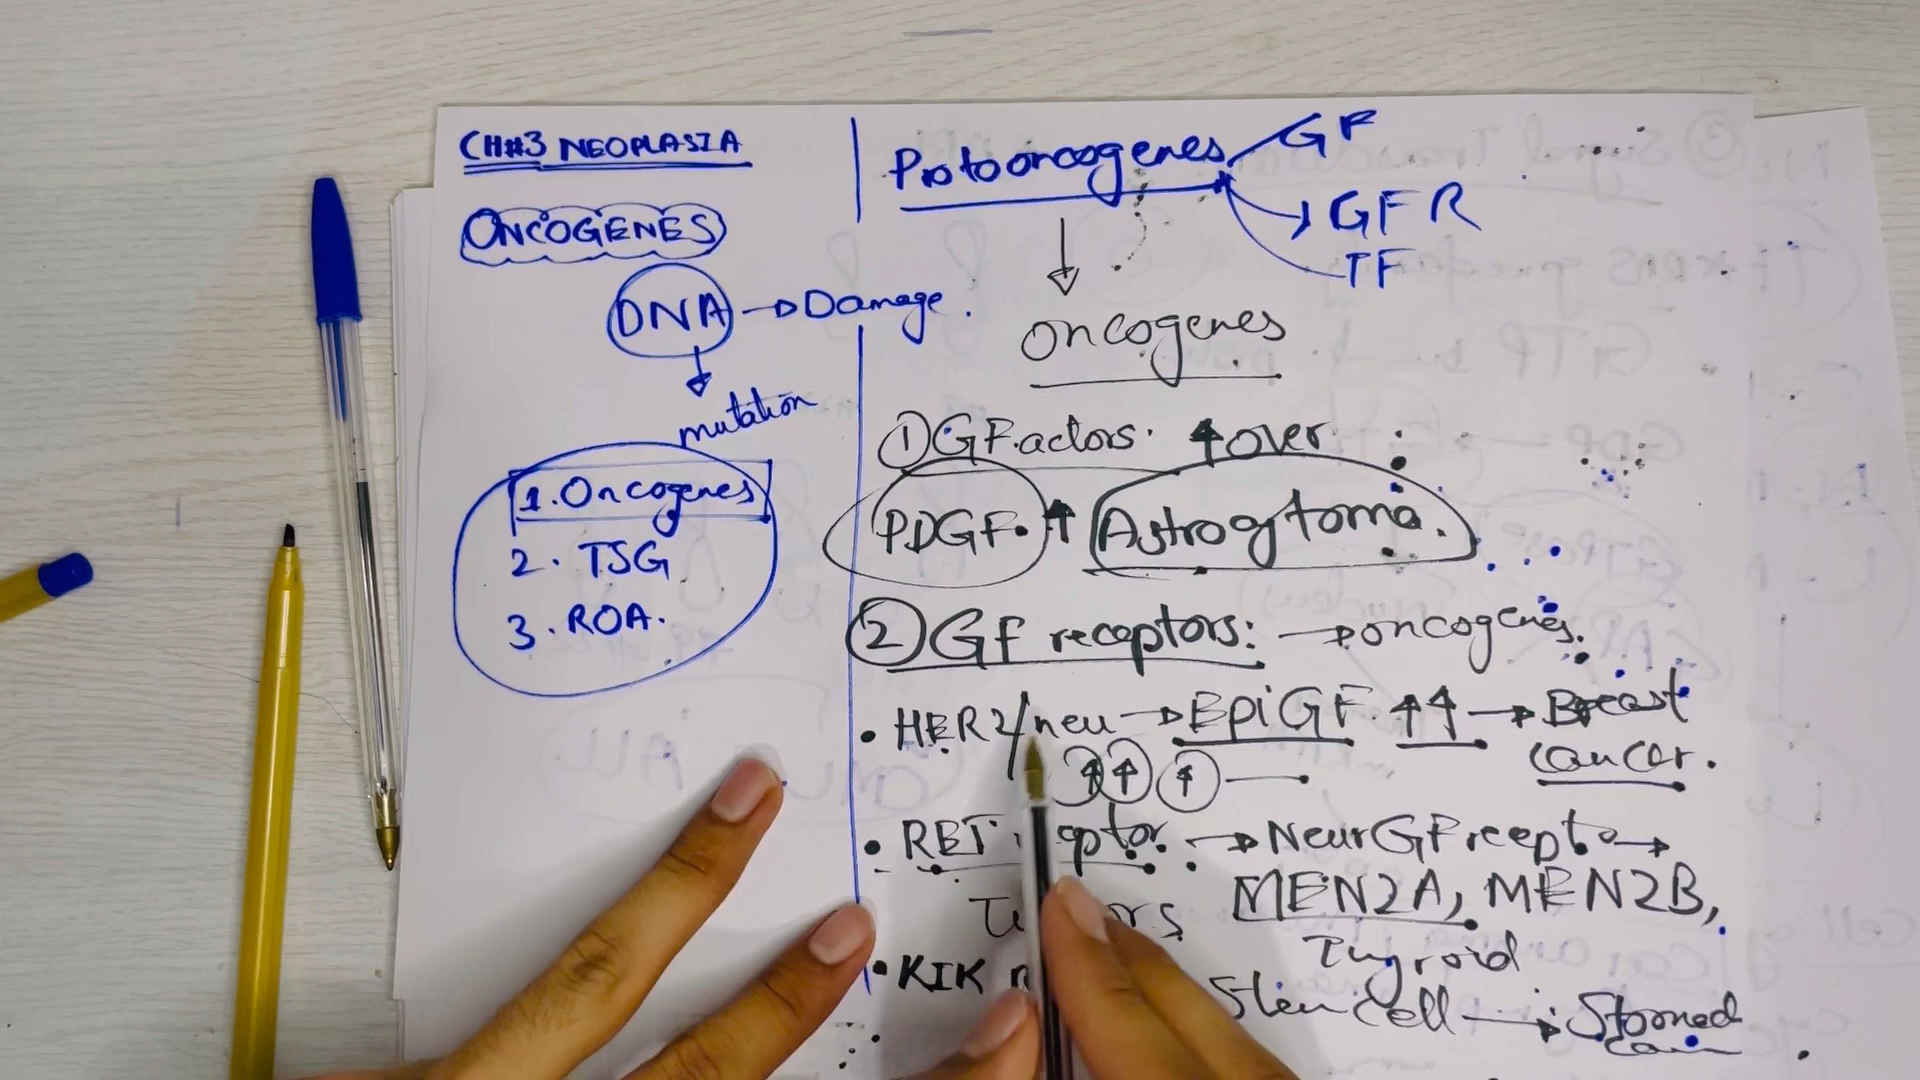 CH#3 NEOPLASIA
ONCOGENES
DNA → Damage.
mutation
1. Oncogenes
2. TSG
3. ROA.
Protooncogenes GF
GFR
TF
oncogenes
① GFactors. ↑ over
PDGF. ↑ Astrocytoma.
② GF receptors: → oncogenes.
• HER2/neu → EpiGF ↑↑ → Breast
cancer.
↑ ↑ ↑
• RET → NeurGFrecepto →
MEN2A, MEN2B,
Thyroid
• KIK Stem cell →